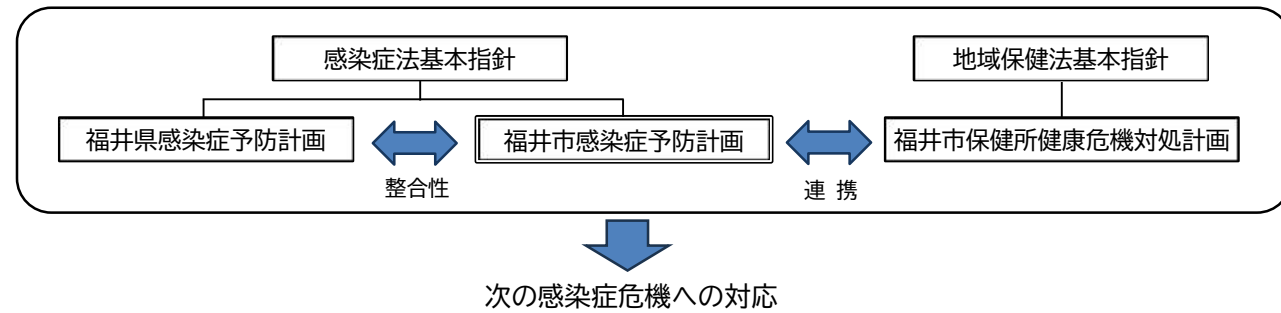 感染症法基本指針
地域保健法基本指針
福井県感染症予防計画
福井市感染症予防計画
福井市保健所健康危機対処計画
整合性
連 携
次の感染症危機への対応